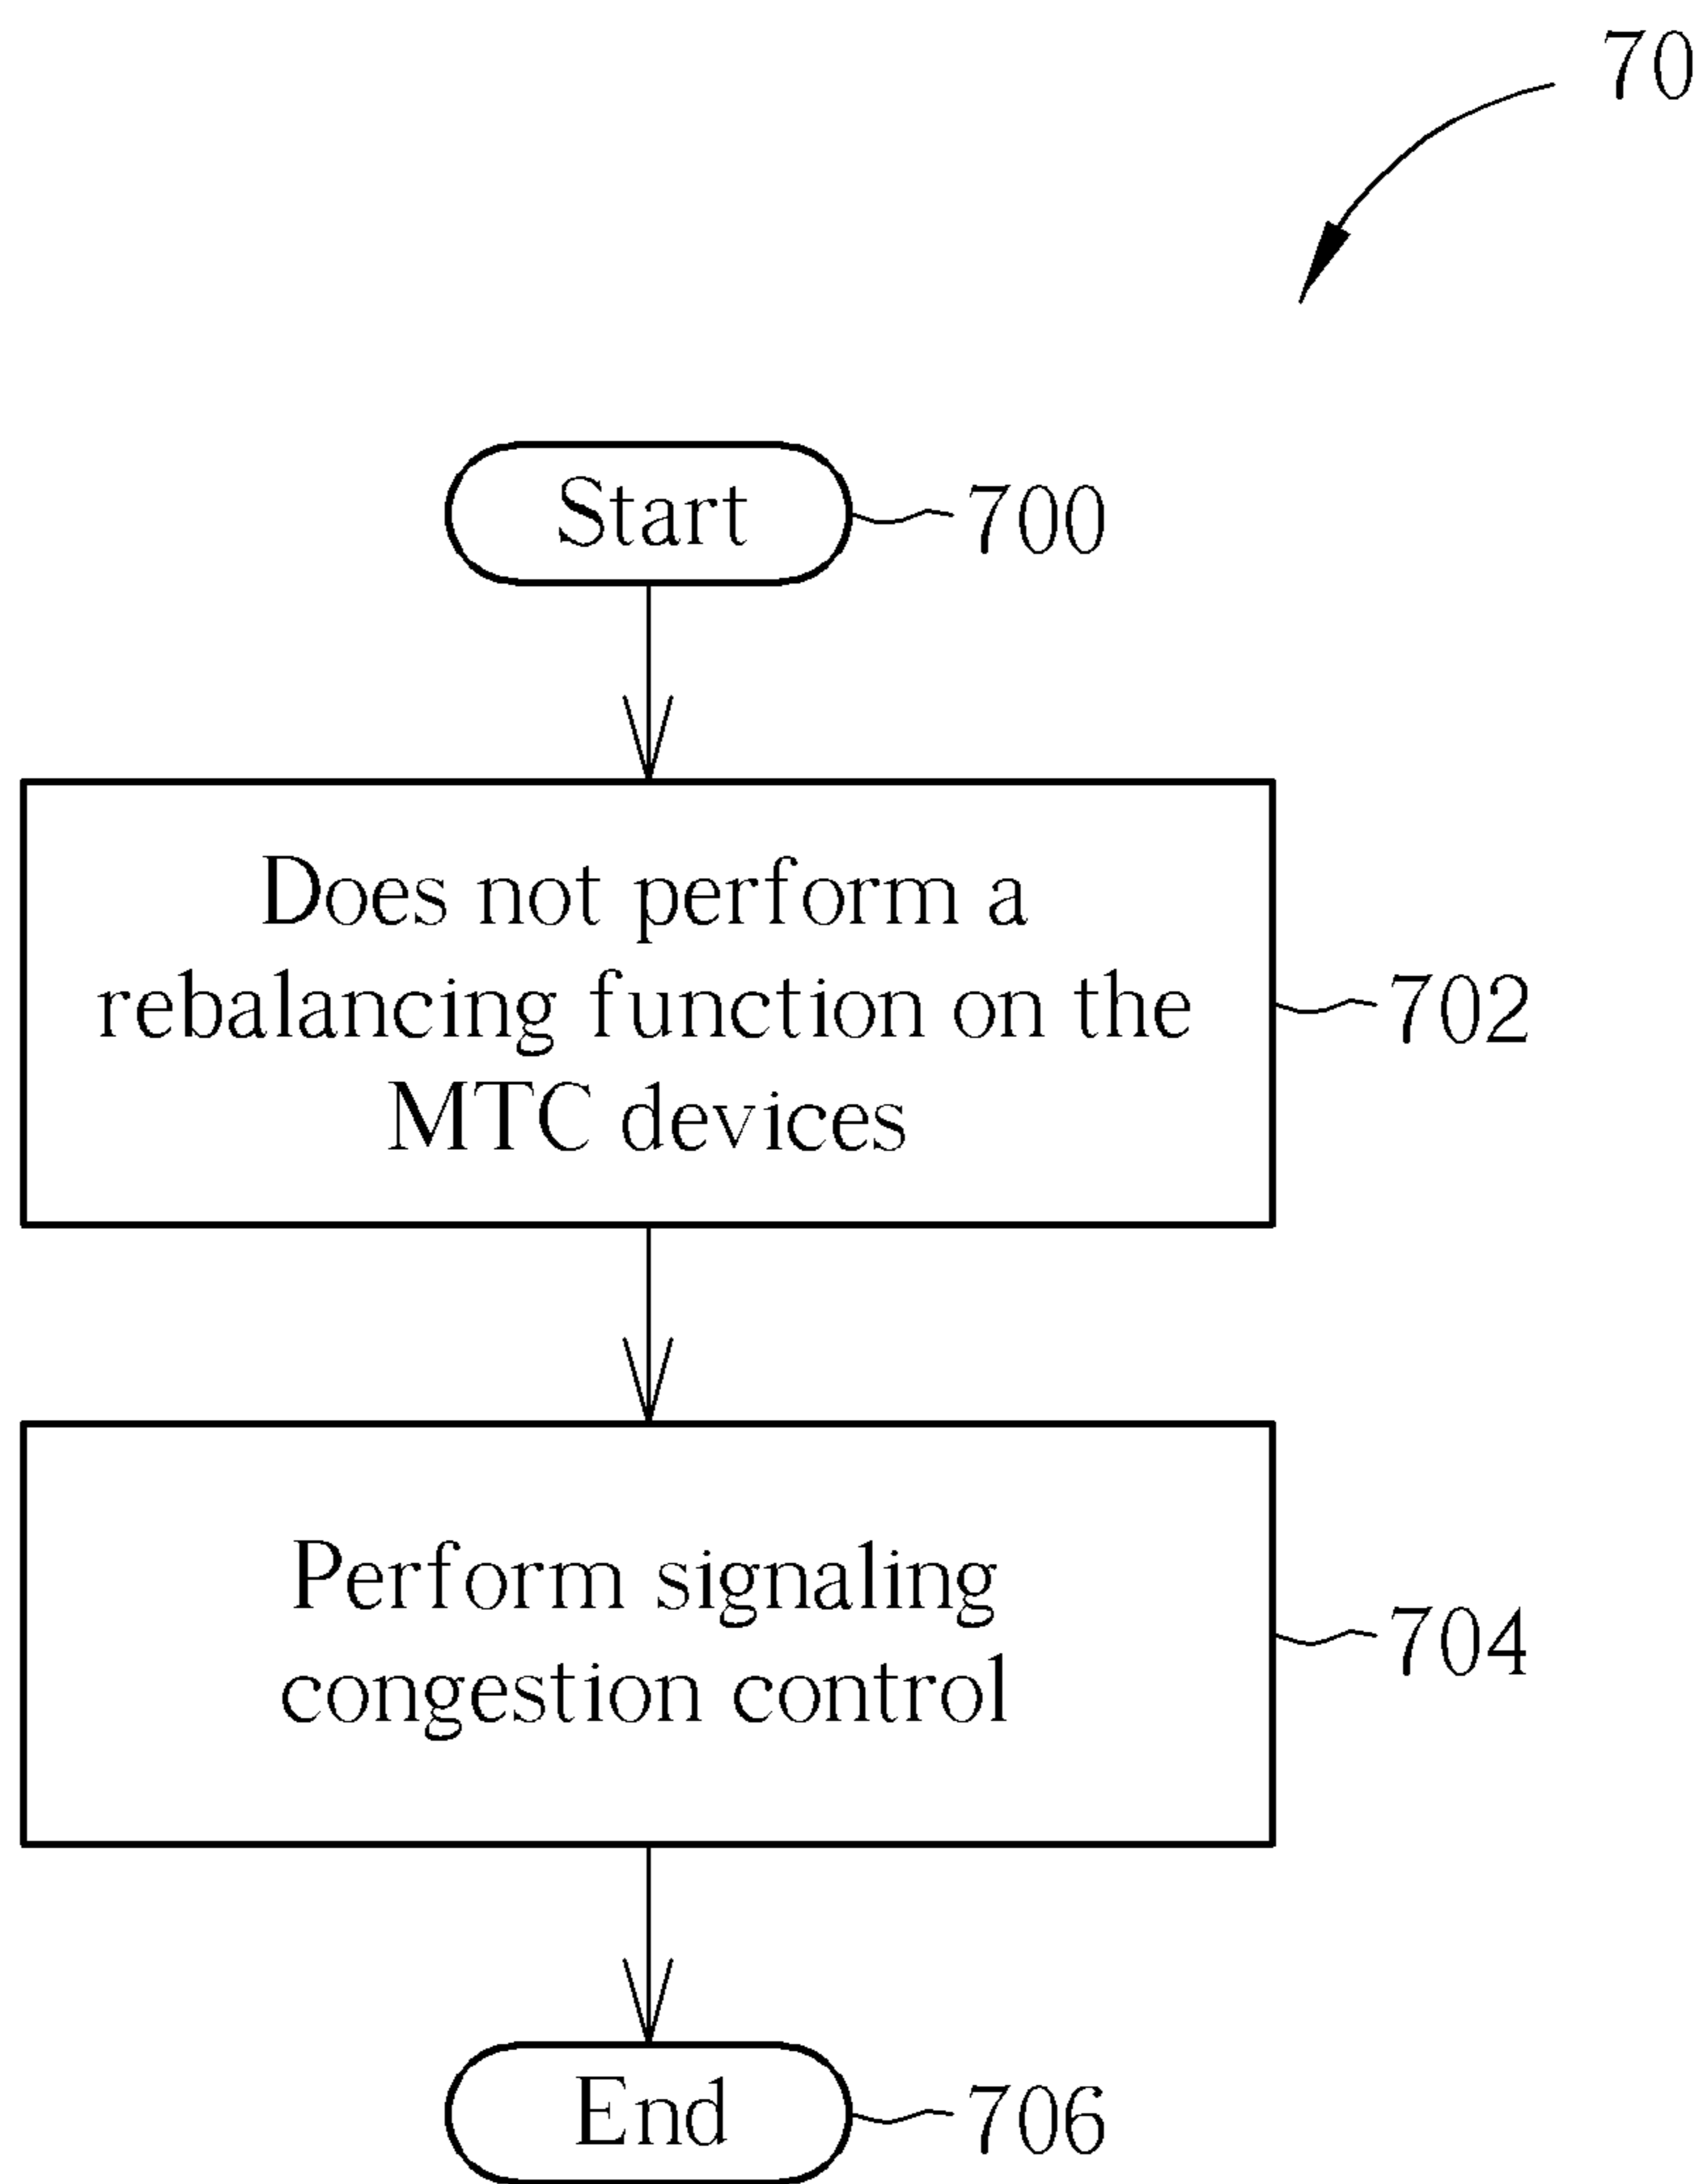 70
Start
700
Does not perform a
rebalancing function on the
MTC devices
702
Perform signaling
congestion control
704
End
706